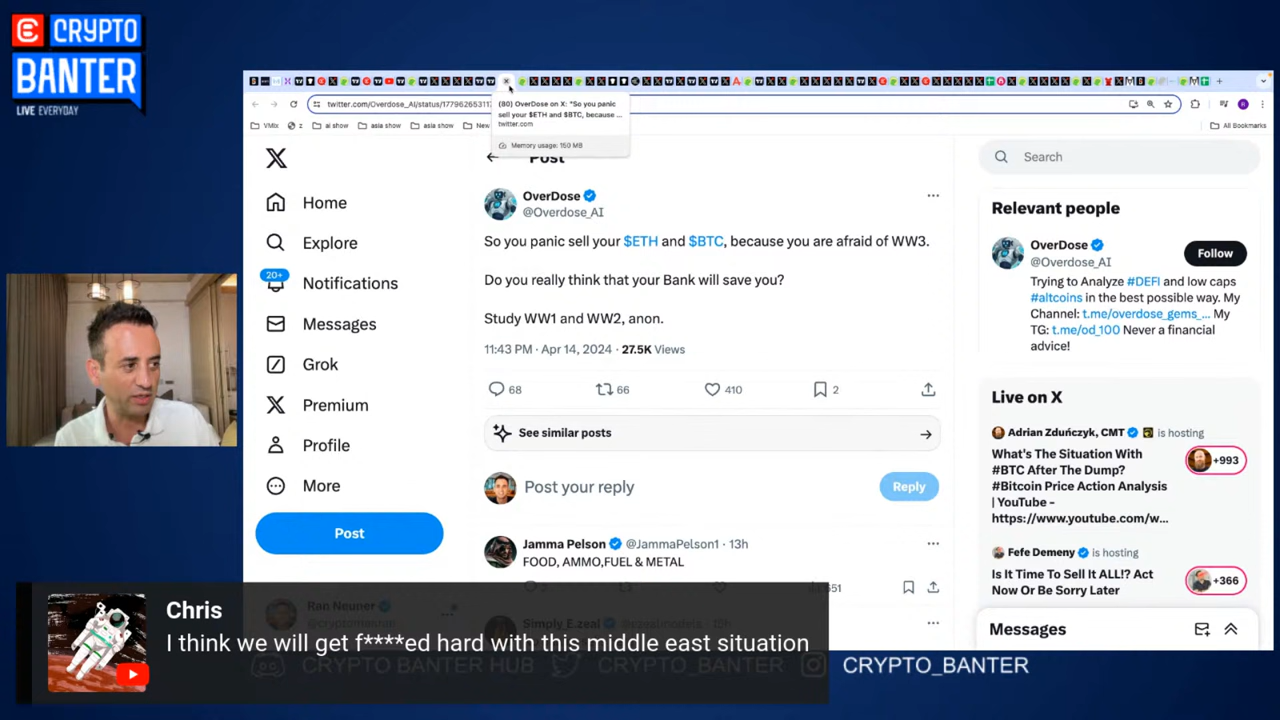 CRYPTO
BANTER
LIVE EVERYDAY
twitter.com/Overdose_AI/status/17796265311
(80) OverDose on X: "So you panic
sell your $ETH and $BTC, because ...
twitter.com
Memory usage: 150 MB
VMix
z
ai show
asia show
asia show
New
All Bookmarks
Home
Explore
20+
Notifications
Messages
Grok
Premium
Profile
More
Post
Post
OverDose
@Overdose_AI
So you panic sell your $ETH and $BTC, because you are afraid of WW3.
Do you really think that your Bank will save you?
Study WW1 and WW2, anon.
11:43 PM · Apr 14, 2024 · 27.5K Views
68
66
410
2
See similar posts
Post your reply
Reply
Jamma Pelson @JammaPelson1 · 13h
FOOD, AMMO,FUEL & METAL
Ran Neuner
Simply E.zeal
Search
Relevant people
OverDose
@Overdose_AI
Follow
Trying to Analyze #DEFI and low caps
#altcoins in the best possible way. My
Channel: t.me/overdose_gems_... My
TG: t.me/od_100 Never a financial
advice!
Live on X
Adrian Zduńczyk, CMT is hosting
What's The Situation With
#BTC After The Dump?
#Bitcoin Price Action Analysis
| YouTube -
https://www.youtube.com/w...
+993
Fefe Demeny is hosting
Is It Time To Sell It ALL!? Act
Now Or Be Sorry Later
+366
Messages
Chris
I think we will get f****ed hard with this middle east situation
CRYPTO BANTER HUB
CRYPTO_BANTER
CRYPTO_BANTER